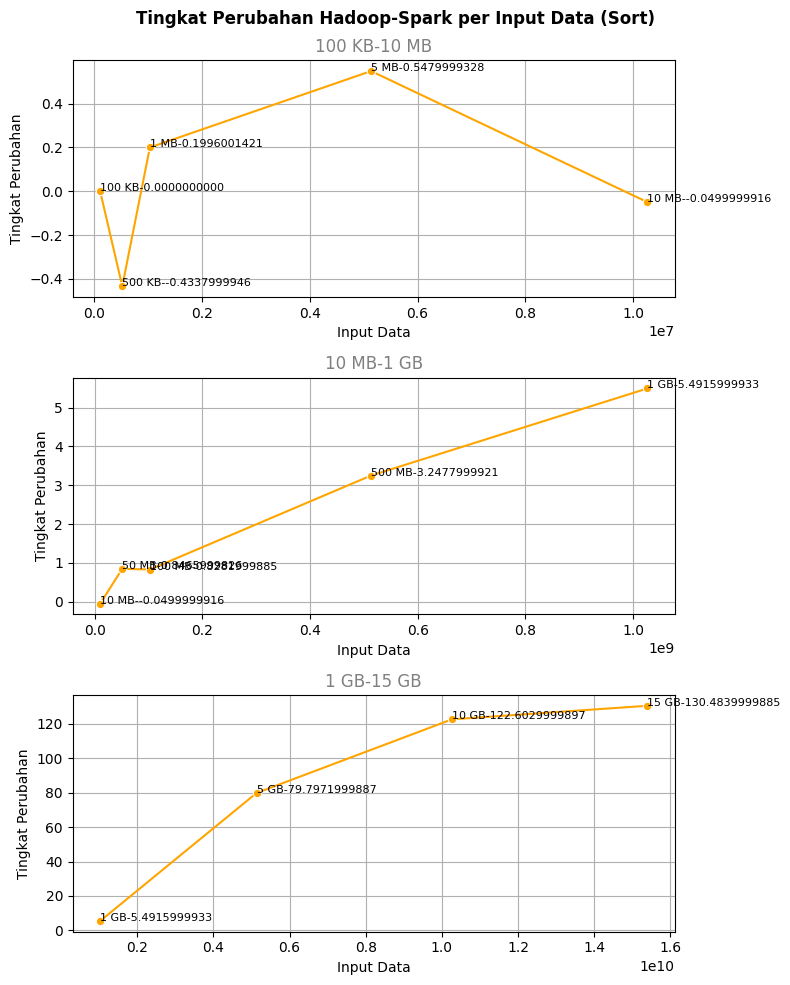 Tingkat Perubahan Hadoop-Spark per Input Data (Sort)
100 KB-10 MB
Tingkat Perubahan
0.4
0.2
0.0
−0.2
−0.4
5 MB-0.5479999328
1 MB-0.1996001421
100 KB-0.0000000000
10 MB--0.0499999916
500 KB--0.4337999946
0.0 0.2 0.4 0.6 0.8 1.0
1e7
Input Data
10 MB-1 GB
Tingkat Perubahan
5
4
3
2
1
0
1 GB-5.4915999933
500 MB-3.2477999921
50 MB-0.8465999826
10 MB--0.0499999916
0.0 0.2 0.4 0.6 0.8 1.0
1e9
Input Data
1 GB-15 GB
Tingkat Perubahan
120
100
80
60
40
20
0
15 GB-130.4839999885
10 GB-122.6029999897
5 GB-79.7971999887
1 GB-5.4915999933
0.2 0.4 0.6 0.8 1.0 1.2 1.4 1.6
1e10
Input Data